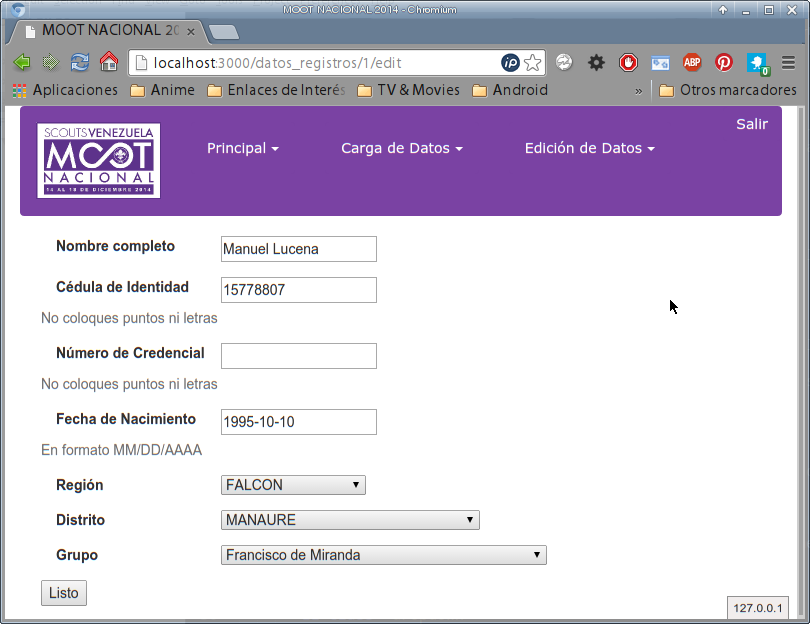 MOOT NACIONAL 2014 - Chromium
MOOT NACIONAL 20
localhost:3000/datos_registros/1/edit
Aplicaciones Anime Enlaces de Interés TV & Movies Android » Otros marcadores
Salir
SCOUTS VENEZUELA
MOOT
NACIONAL
14 AL 18 DE DICIEMBRE 2014
Principal Carga de Datos Edición de Datos
Nombre completo Manuel Lucena
Cédula de Identidad 15778807
No coloques puntos ni letras
Número de Credencial
No coloques puntos ni letras
Fecha de Nacimiento 1995-10-10
En formato MM/DD/AAAA
Región FALCON
Distrito MANAURE
Grupo Francisco de Miranda
Listo
127.0.0.1